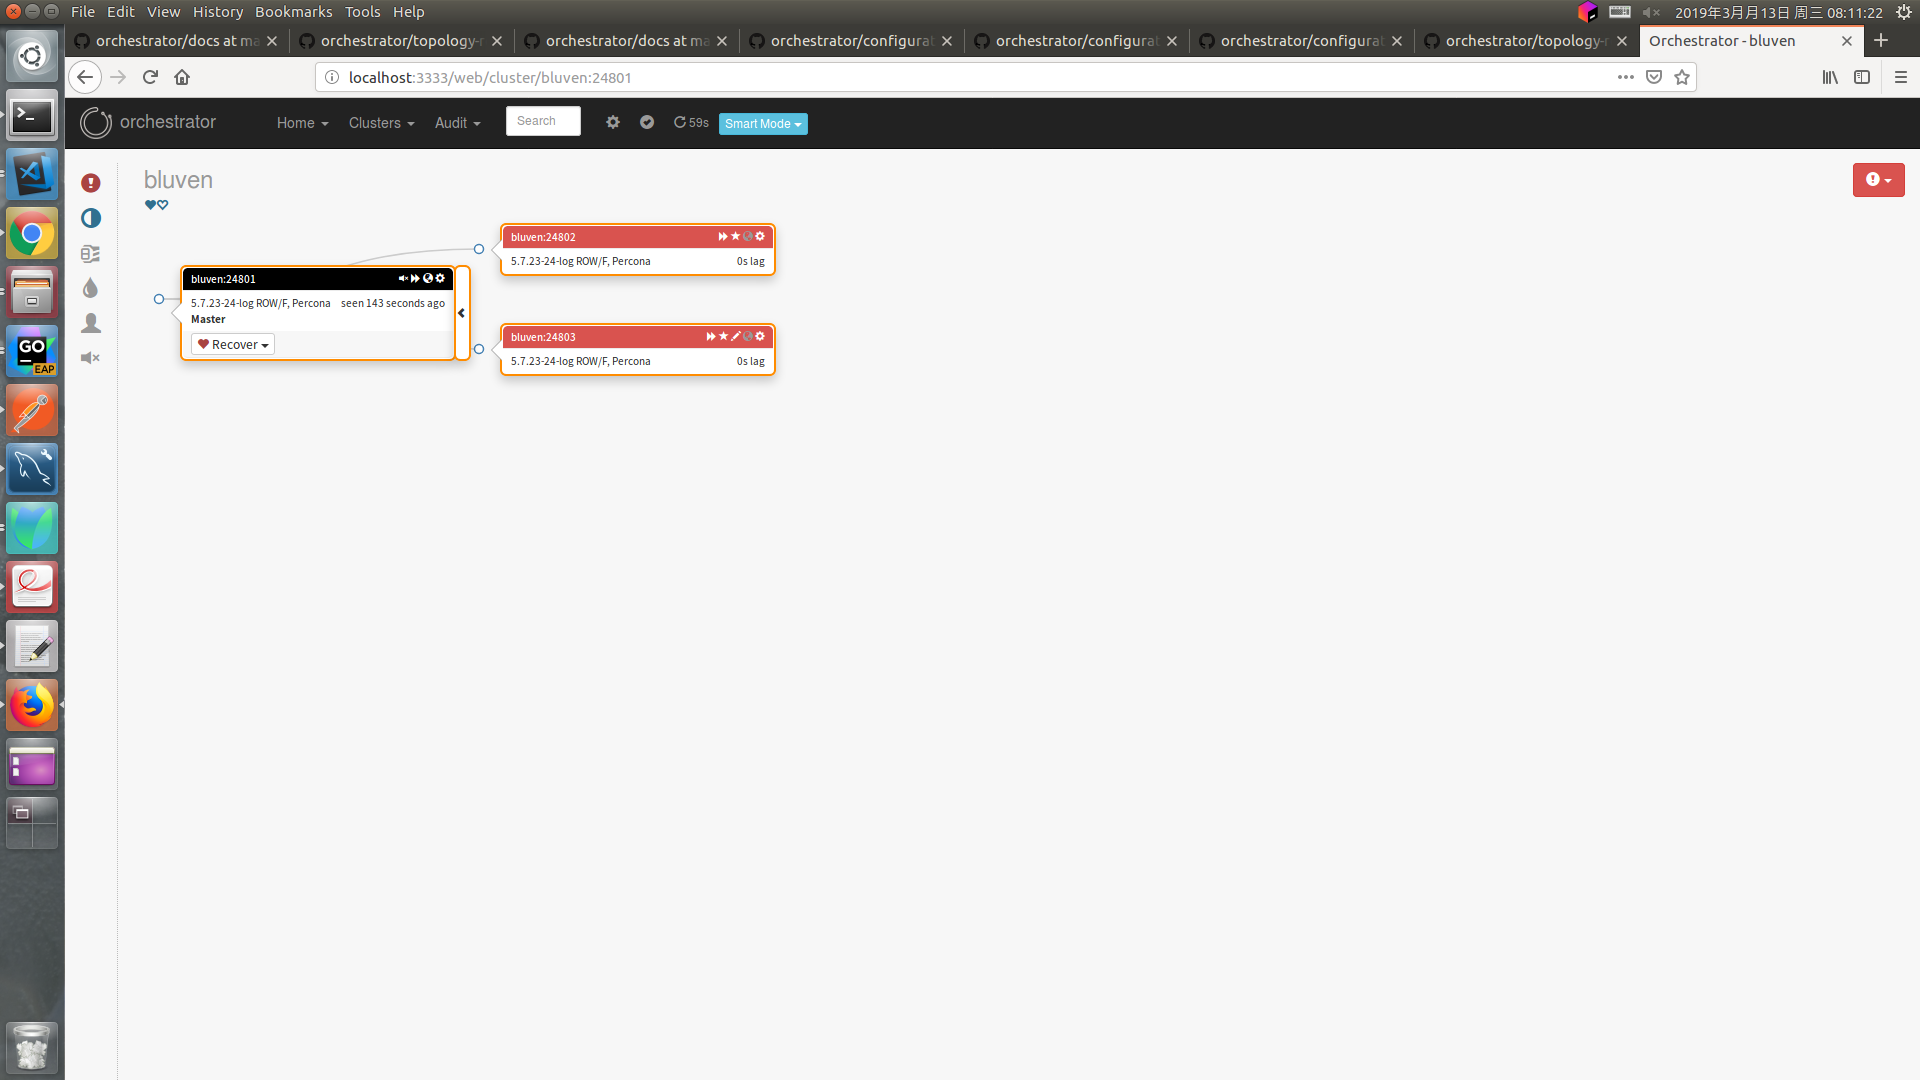 File Edit View History Bookmarks Tools Help
2019年3月月13日 周三 08:11:22
orchestrator/docs at ma
orchestrator/topology-r
orchestrator/docs at ma
orchestrator/configurat
orchestrator/configurat
orchestrator/configurat
orchestrator/topology-r
Orchestrator - bluven
localhost:3333/web/cluster/bluven:24801
orchestrator
Home
Clusters
Audit
Search
59s
Smart Mode
bluven
bluven:24802
5.7.23-24-log ROW/F, Percona 0s lag
bluven:24801
5.7.23-24-log ROW/F, Percona seen 143 seconds ago
Master
Recover
bluven:24803
5.7.23-24-log ROW/F, Percona 0s lag
GO
EAP